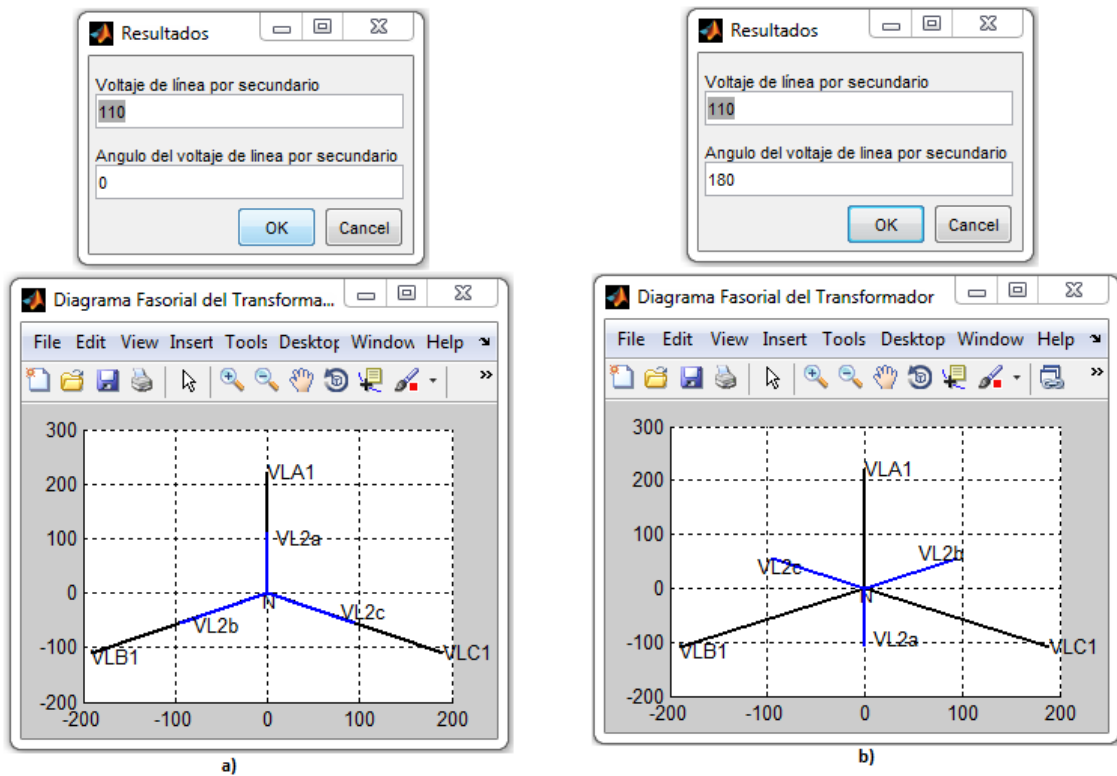 Resultados
Voltaje de línea por secundario
110
Angulo del voltaje de linea por secundario
0
OK Cancel
Diagrama Fasorial del Transforma...
File Edit View Insert Tools Desktop Window Help
300
200
100
0
-100
-200
-200 -100 0 100 200
VLA1
VL2a
N
VL2b
VL2c
VLB1
VLC1
a)
Resultados
Voltaje de línea por secundario
110
Angulo del voltaje de linea por secundario
180
OK Cancel
Diagrama Fasorial del Transformador
File Edit View Insert Tools Desktop Window Help
300
200
100
0
-100
-200
-200 -100 0 100 200
VLA1
VL2c
VL2b
N
VL2a
VLB1
VLC1
b)